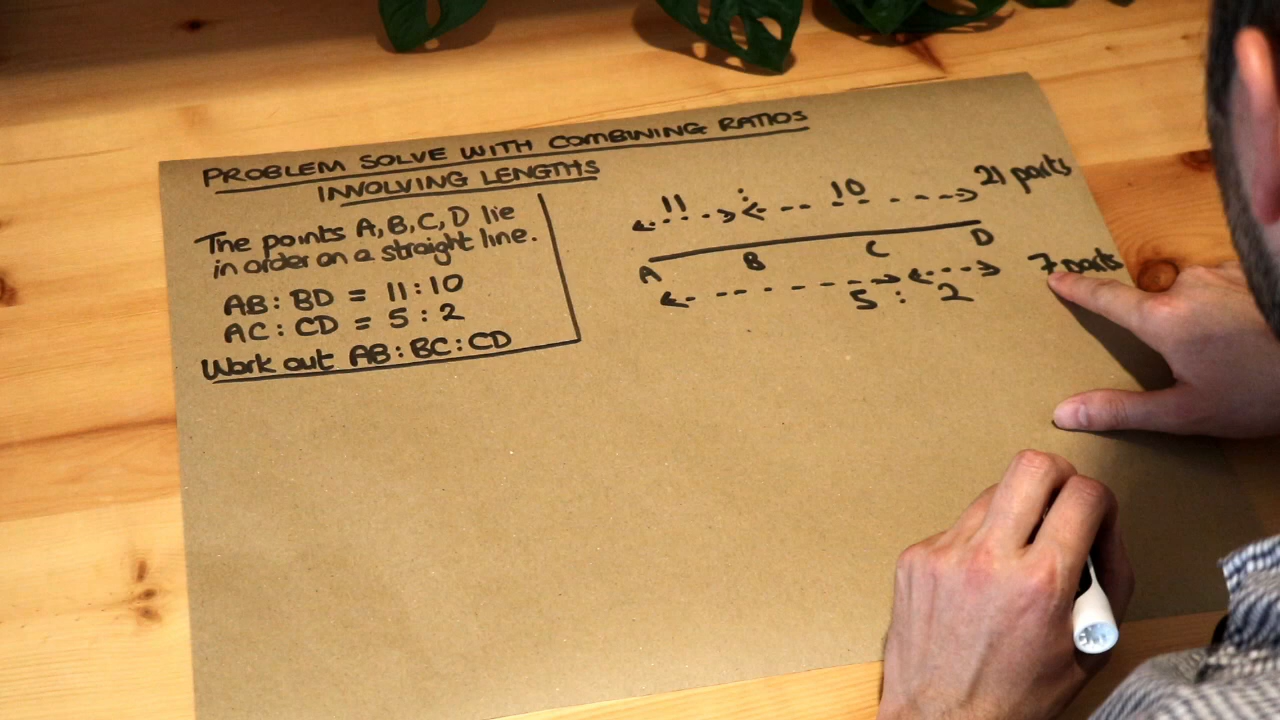 PROBLEM SOLVE WITH COMBINING RATIOS
INVOLVING LENGTHS
The points A, B, C, D lie
in order on a straight line.
AB : BD = 11 : 10
AC : CD = 5 : 2
Work out AB : BC : CD
11 : 10 21 parts
A B C D
5 : 2 7 parts